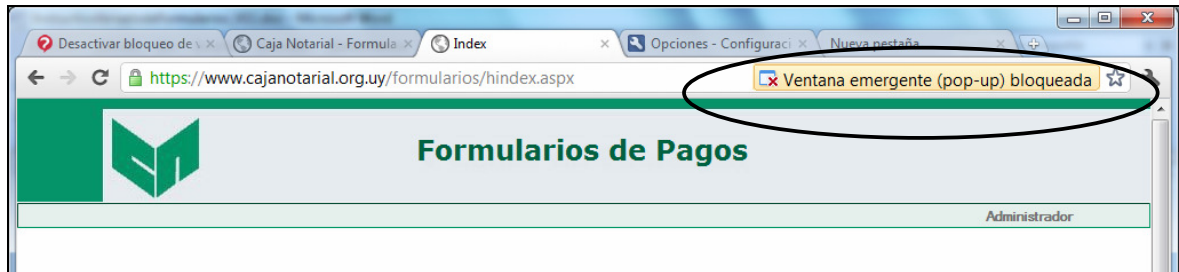 Desactivar bloqueo de v
Caja Notarial - Formula
Index
Opciones - Configuraci
Nueva pestaña
https://www.cajanotarial.org.uy/formularios/hindex.aspx
Ventana emergente (pop-up) bloqueada
Formularios de Pagos
Administrador